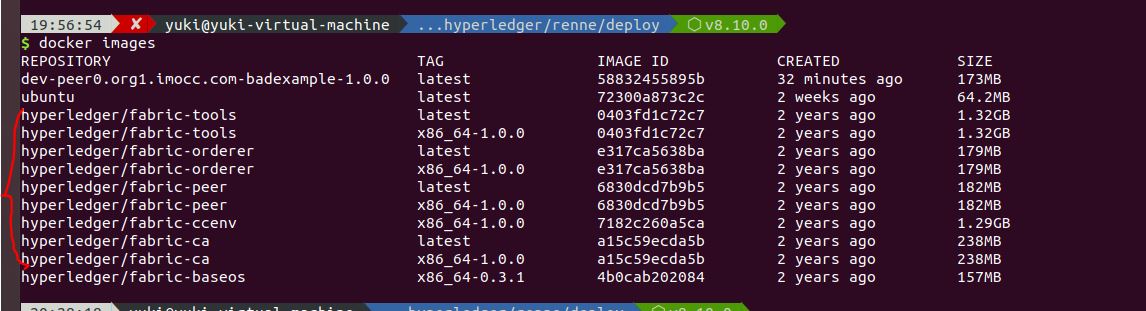 19:56:54 ✘ yuki@yuki-virtual-machine ...hyperledger/renne/deploy ⬡ v8.10.0
$ docker images
REPOSITORY TAG IMAGE ID CREATED SIZE
dev-peer0.org1.imocc.com-badexample-1.0.0 latest 58832455895b 32 minutes ago 173MB
ubuntu latest 72300a873c2c 2 weeks ago 64.2MB
hyperledger/fabric-tools latest 0403fd1c72c7 2 years ago 1.32GB
hyperledger/fabric-tools x86_64-1.0.0 0403fd1c72c7 2 years ago 1.32GB
hyperledger/fabric-orderer latest e317ca5638ba 2 years ago 179MB
hyperledger/fabric-orderer x86_64-1.0.0 e317ca5638ba 2 years ago 179MB
hyperledger/fabric-peer latest 6830dcd7b9b5 2 years ago 182MB
hyperledger/fabric-peer x86_64-1.0.0 6830dcd7b9b5 2 years ago 182MB
hyperledger/fabric-ccenv x86_64-1.0.0 7182c260a5ca 2 years ago 1.29GB
hyperledger/fabric-ca latest a15c59ecda5b 2 years ago 238MB
hyperledger/fabric-ca x86_64-1.0.0 a15c59ecda5b 2 years ago 238MB
hyperledger/fabric-baseos x86_64-0.3.1 4b0cab202084 2 years ago 157MB
yuki@yuki-virtual-machine ...hyperledger/renne/deploy